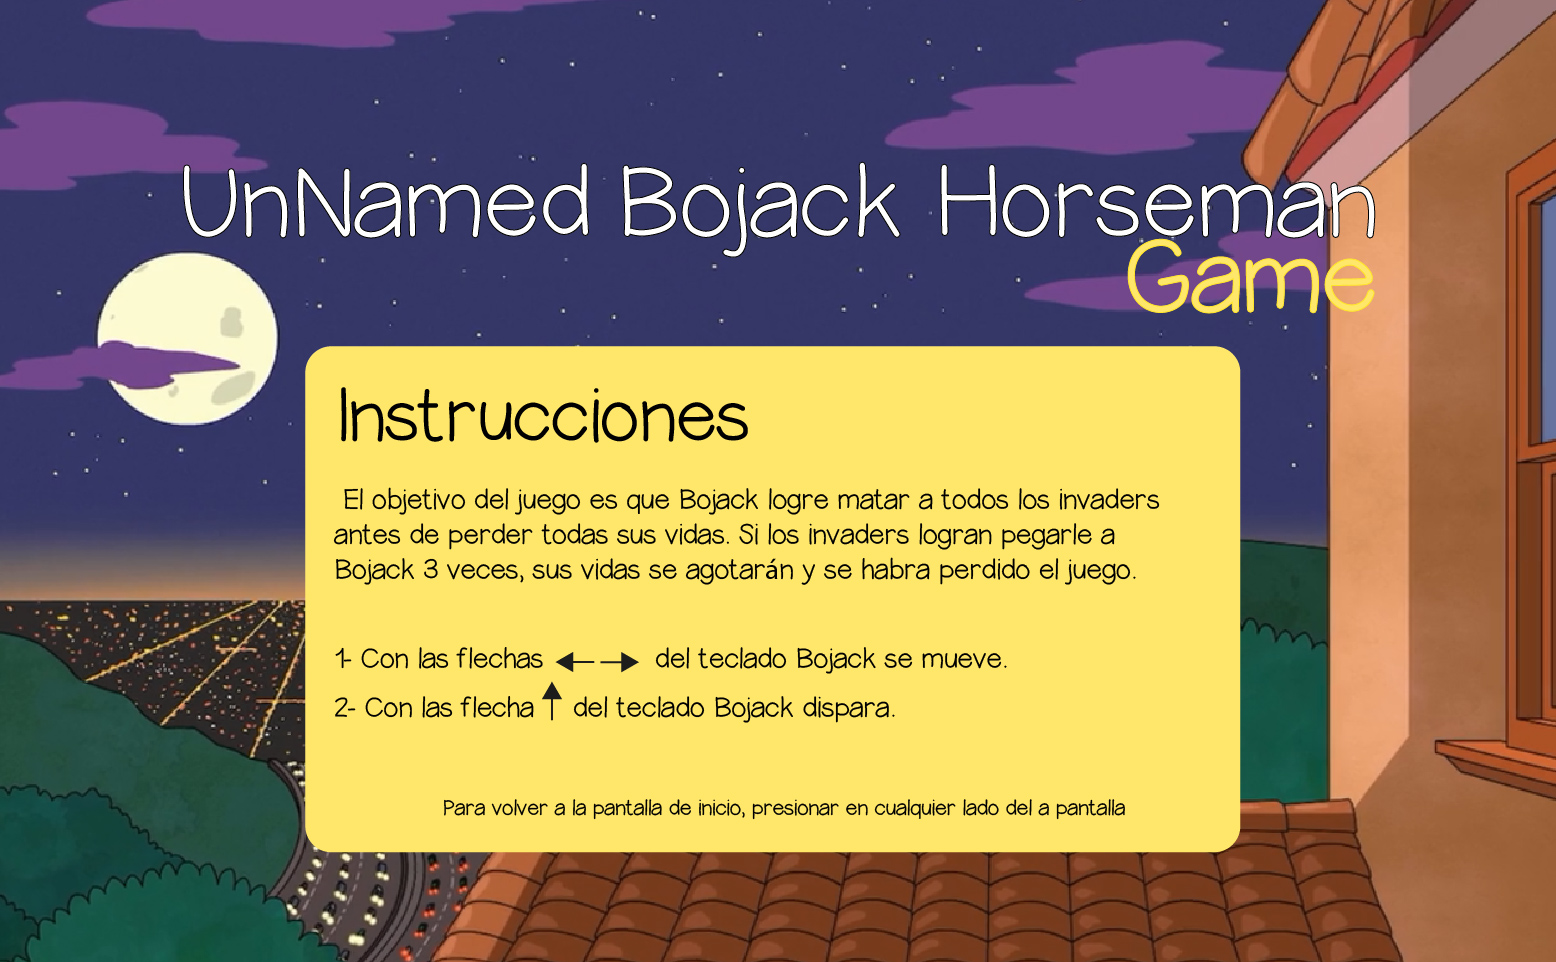 UnNamed Bojack Horseman
Game
Instrucciones
El objetivo del juego es que Bojack logre matar a todos los invaders
antes de perder todas sus vidas. Si los invaders logran pegarle a
Bojack 3 veces, sus vidas se agotarán y se habra perdido el juego.
1- Con las flechas ←→ del teclado Bojack se mueve.
2- Con las flecha ↑ del teclado Bojack dispara.
Para volver a la pantalla de inicio, presionar en cualquier lado del a pantalla